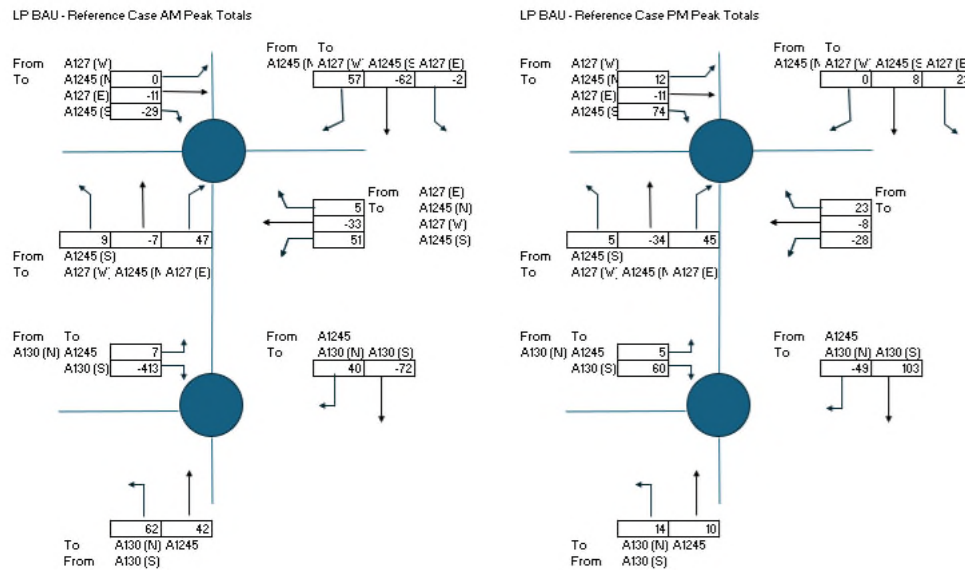 LP BAU - Reference Case AM Peak Totals
From To
From A127 (W) A1245 (N A127 (W) A1245 (S A127 (E)
To A1245 (N 0 57 -62 -2
A127 (E) -11
A1245 (S -29
From A127 (E)
5 To A1245 (N)
-33 A127 (W)
9 -7 47 51 A1245 (S)
From A1245 (S)
To A127 (W) A1245 (N A127 (E)
From To From A1245
A130 (N) A1245 7 To A130 (N) A130 (S)
A130 (S) -413 40 -72
62 42
To A130 (N) A1245
From A130 (S)
LP BAU - Reference Case PM Peak Totals
From To
From A127 (W) A1245 (N A127 (W) A1245 (S A127 (E
To A1245 (N 12 0 8 23
A127 (E) -11
A1245 (S 74
From
23 To
-8
5 -34 45 -28
From A1245 (S)
To A127 (W) A1245 (N A127 (E)
From To From A1245
A130 (N) A1245 5 To A130 (N) A130 (S)
A130 (S) 60 -49 103
14 10
To A130 (N) A1245
From A130 (S)